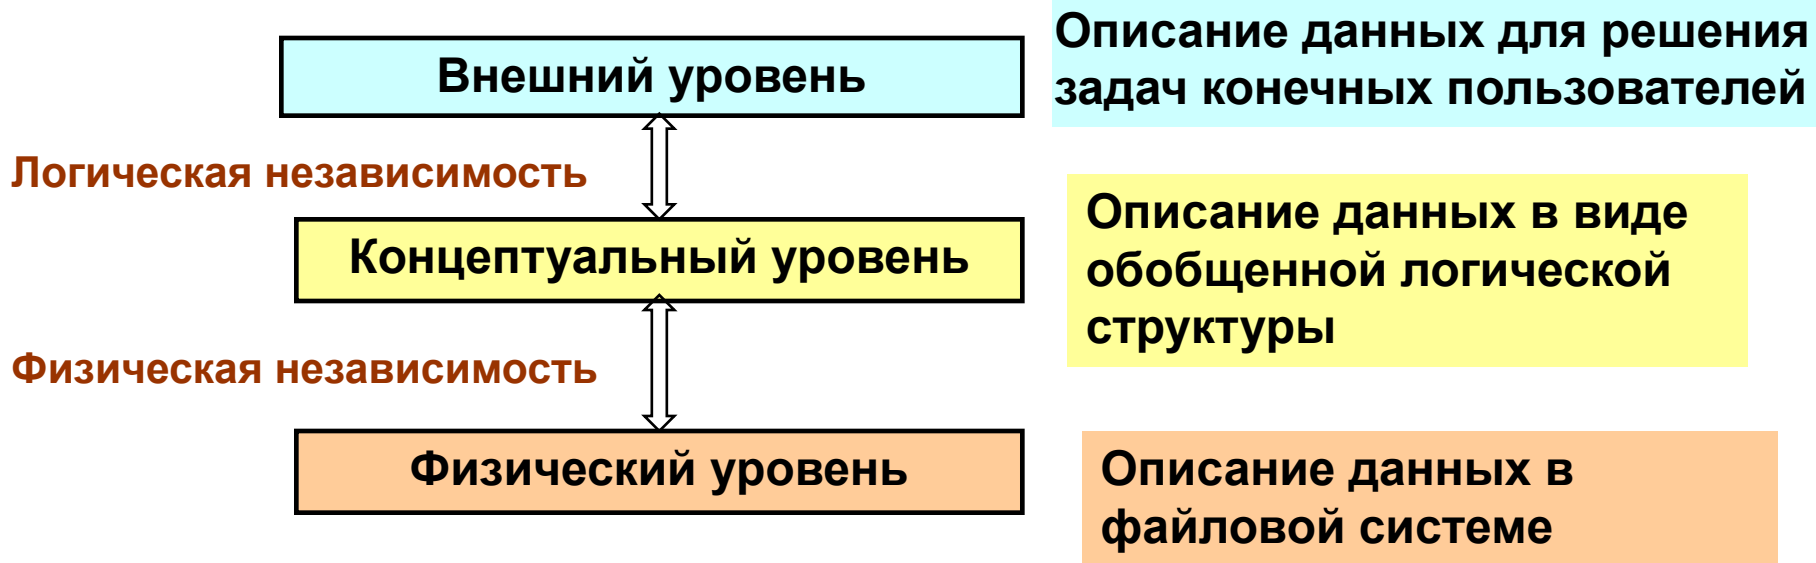 Внешний уровень
Описание данных для решения
задач конечных пользователей
Логическая независимость
Концептуальный уровень
Описание данных в виде
обобщенной логической
структуры
Физическая независимость
Физический уровень
Описание данных в
файловой системе